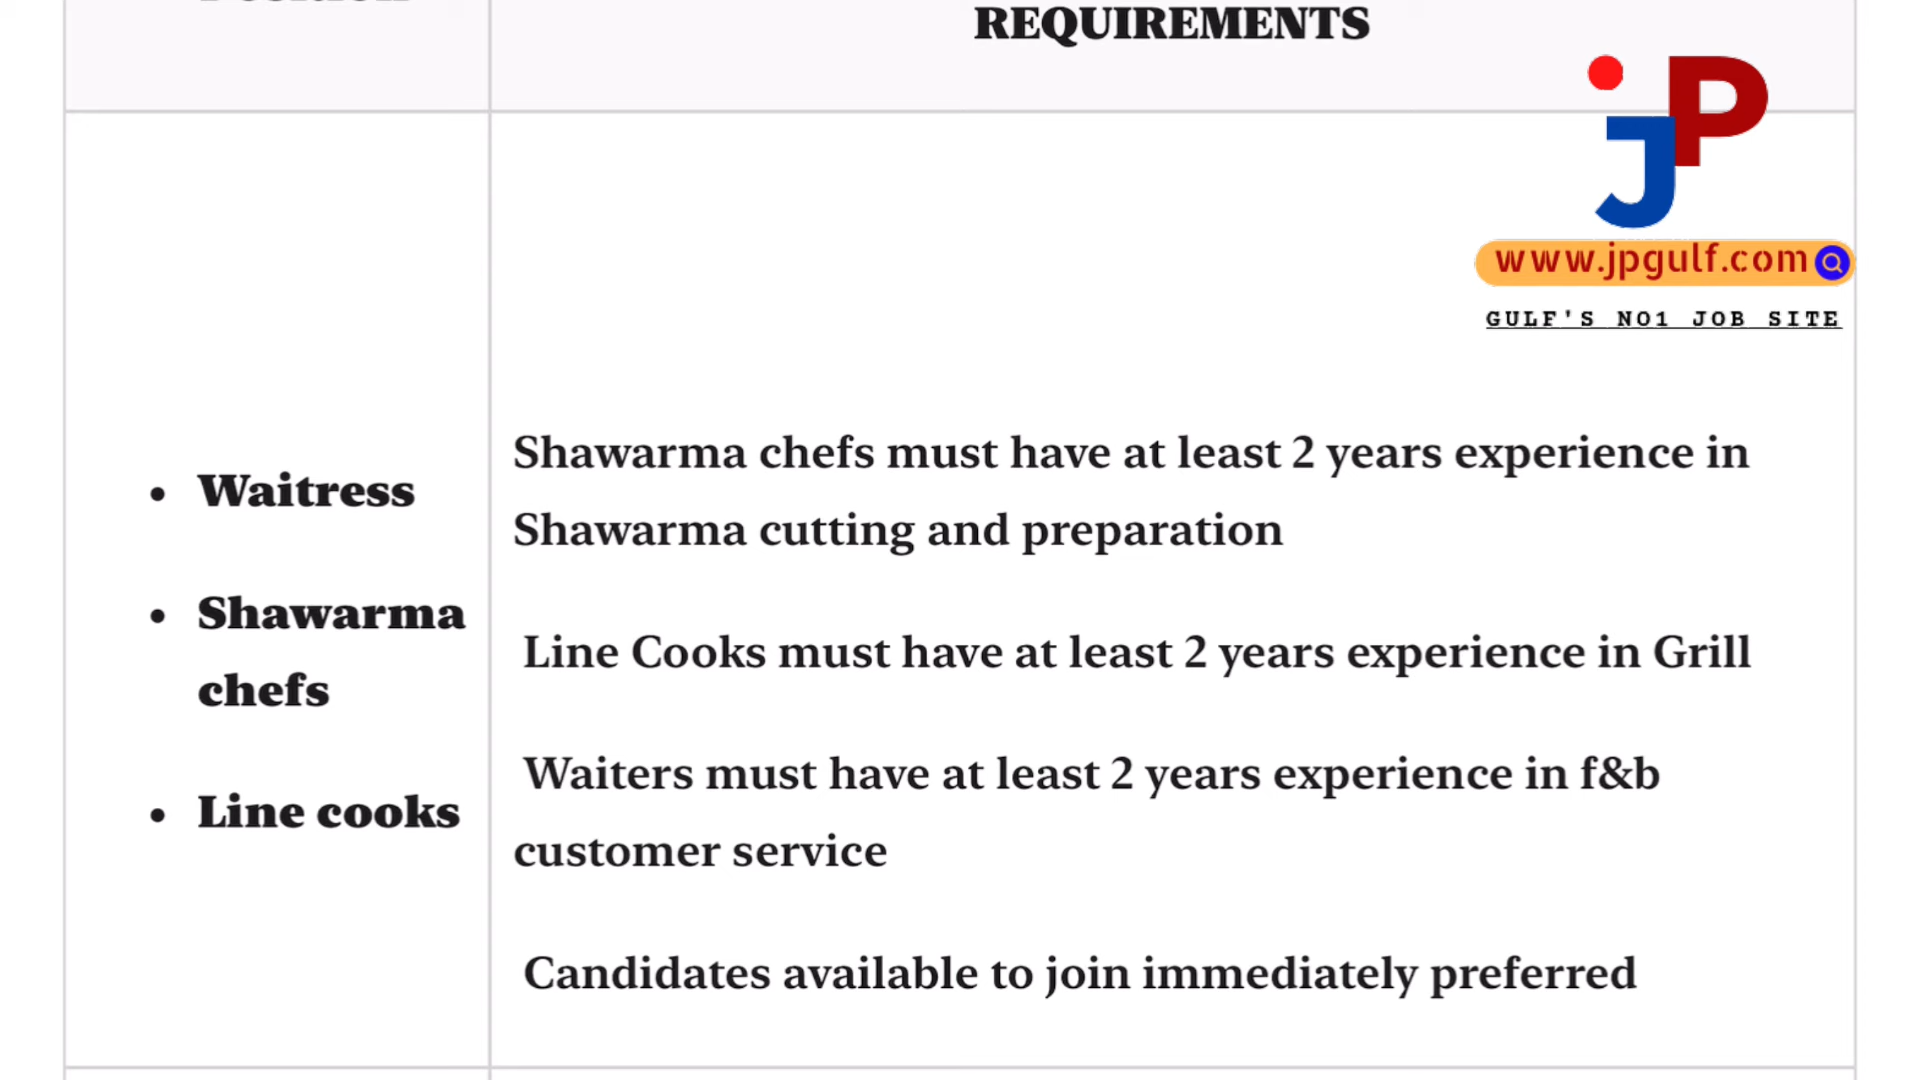 REQUIREMENTS
JP
www.jpgulf.com
GULF'S NO1 JOB SITE
Waitress
Shawarma
chefs
Line cooks
Shawarma chefs must have at least 2 years experience in
Shawarma cutting and preparation
Line Cooks must have at least 2 years experience in Grill
Waiters must have at least 2 years experience in f&b
customer service
Candidates available to join immediately preferred